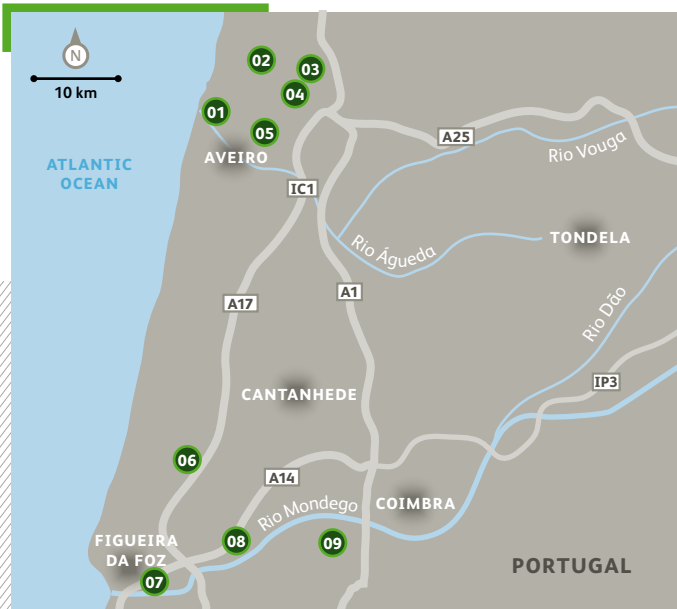 N
10 km
ATLANTIC
OCEAN
02
03
04
01
05
AVEIRO
A25
Rio Vouga
IC1
Rio Águeda
TONDELA
A17
A1
Rio Dão
IP3
CANTANHEDE
06
A14
Rio Mondego
COIMBRA
FIGUEIRA
DA FOZ
08
09
07
PORTUGAL